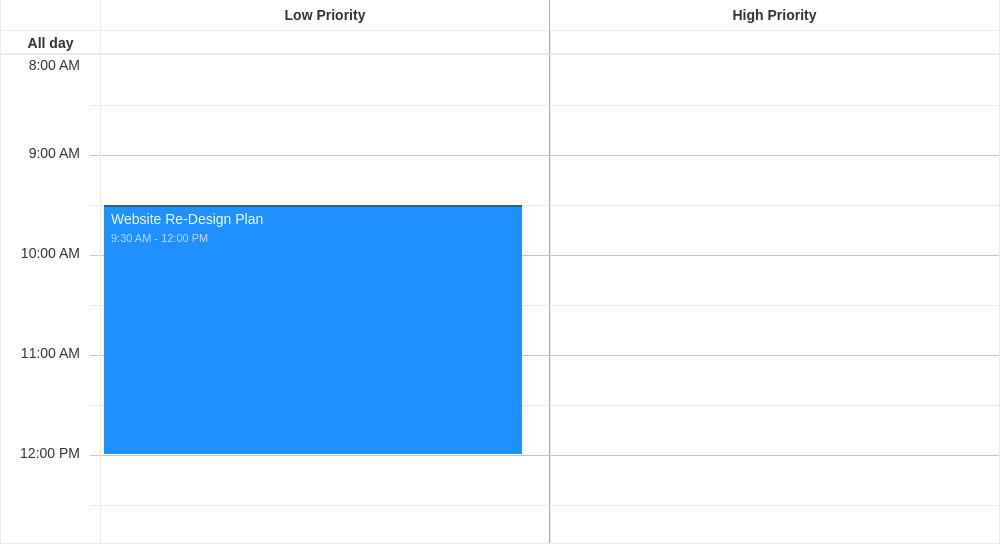 Low Priority
High Priority
All day
8:00 AM
9:00 AM
Website Re-Design Plan
9:30 AM - 12:00 PM
10:00 AM
11:00 AM
12:00 PM